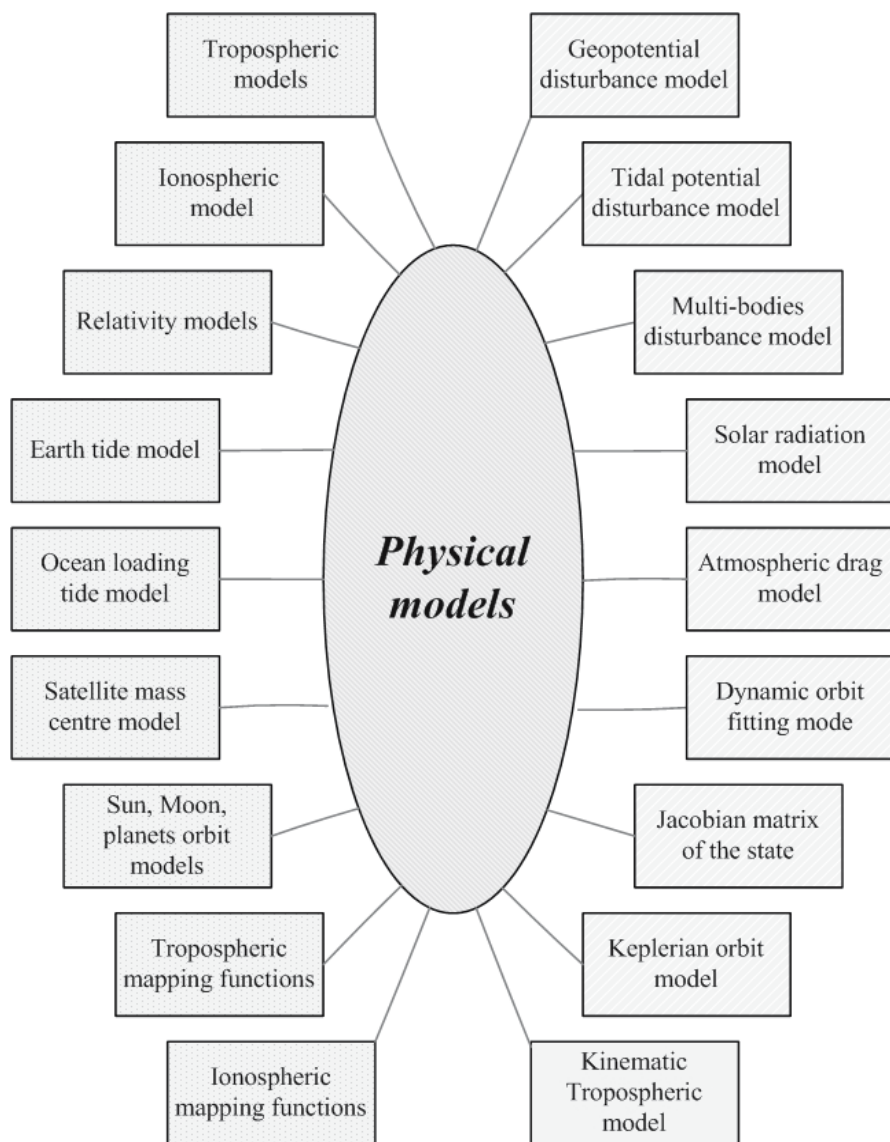 Tropospheric
models
Geopotential
disturbance model
Ionospheric
model
Tidal potential
disturbance model
Relativity models
Multi-bodies
disturbance model
Earth tide model
Solar radiation
model
Physical
models
Ocean loading
tide model
Atmospheric drag
model
Satellite mass
centre model
Dynamic orbit
fitting mode
Sun, Moon,
planets orbit
models
Jacobian matrix
of the state
Tropospheric
mapping functions
Keplerian orbit
model
Ionospheric
mapping functions
Kinematic
Tropospheric
model